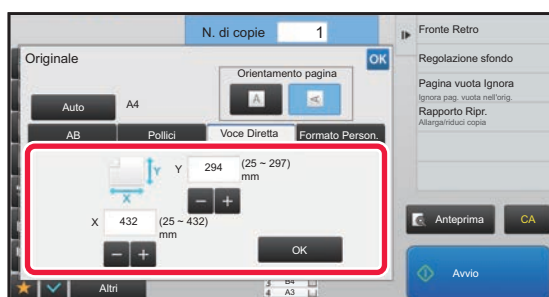 N. di copie 1
Originale
OK
Orientamento pagina
A A
Auto A4
AB Pollici Voce Diretta Formato Person.
Y
X
Y 294 (25 ~ 297)
mm
X 432 (25 ~ 432)
mm
OK
Altri
3 B4
4 A3
Fronte Retro
Regolazione sfondo
Pagina vuota Ignora
Ignora pag. vuota nell'orig.
Rapporto Ripr.
Allarga/riduci copia
Anteprima CA
Avvio